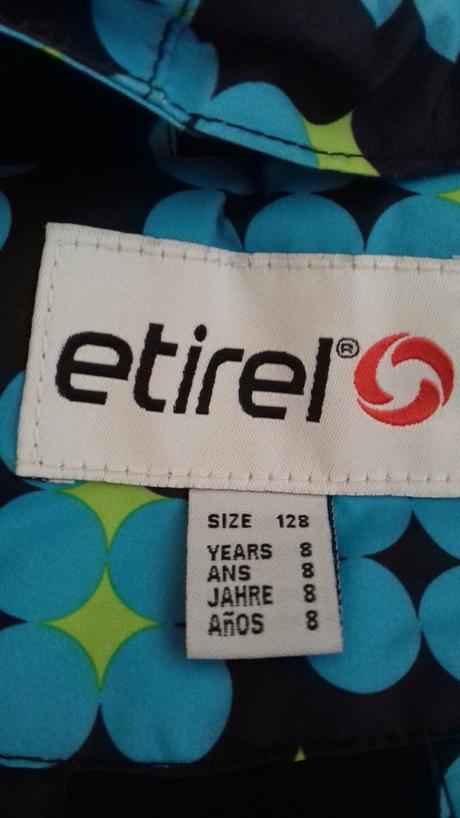 etirel®
SIZE 128
YEARS 8
ANS 8
JAHRE 8
AñOS 8